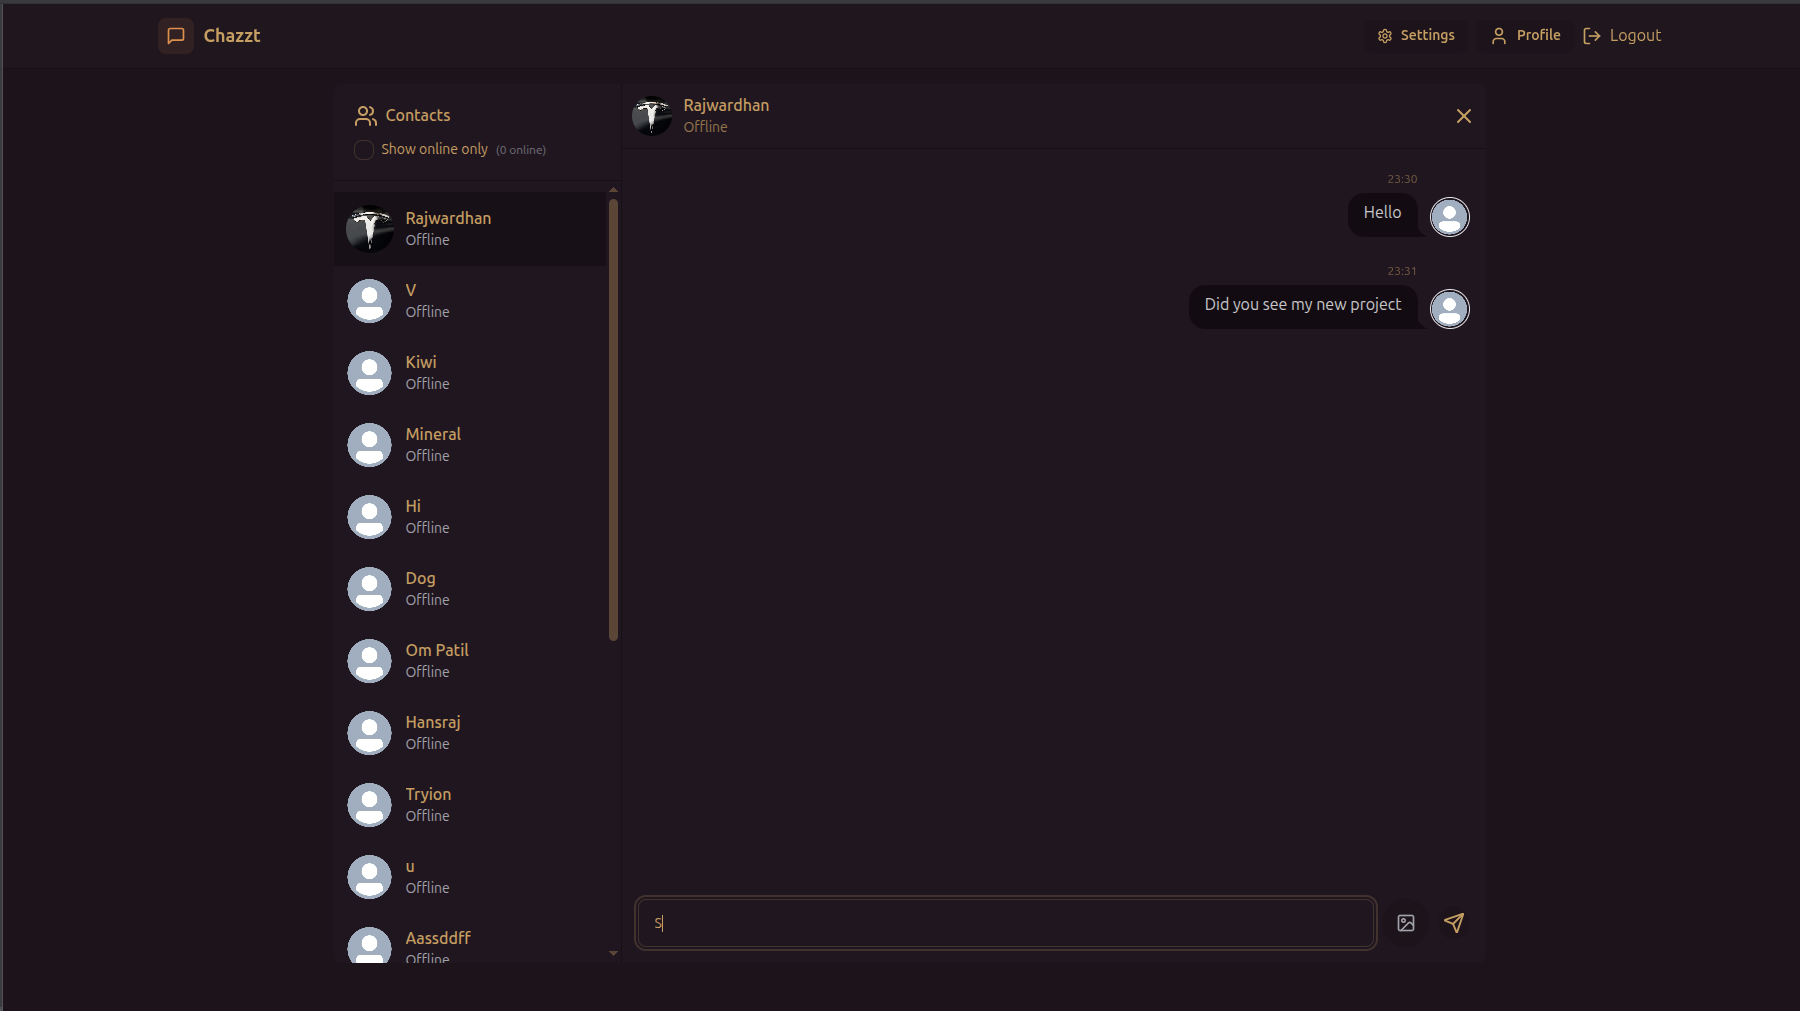 Chazzt
Settings
Profile
Logout
Contacts
Show online only (0 online)
Rajwardhan
Offline
V
Offline
Kiwi
Offline
Mineral
Offline
Hi
Offline
Dog
Offline
Om Patil
Offline
Hansraj
Offline
Tryion
Offline
u
Offline
Aassddff
Offline
Rajwardhan
Offline
23:30
Hello
23:31
Did you see my new project
S